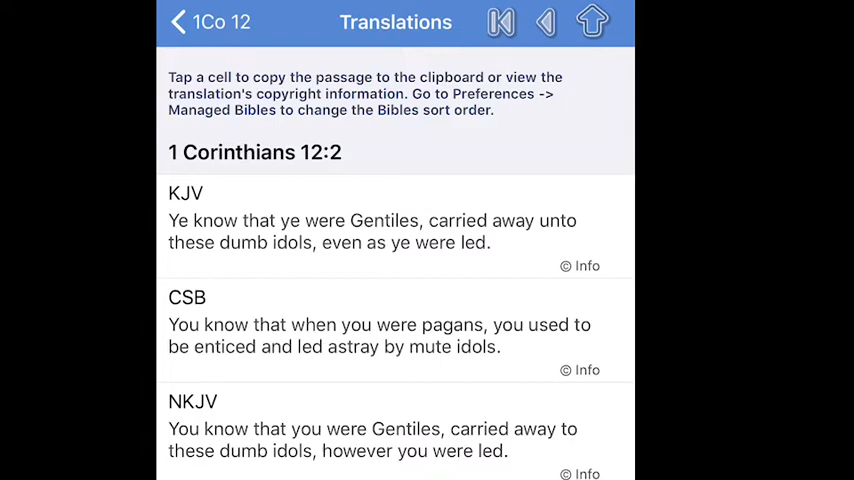 1Co 12 Translations
Tap a cell to copy the passage to the clipboard or view the
translation's copyright information. Go to Preferences ->
Managed Bibles to change the Bibles sort order.
1 Corinthians 12:2
KJV
Ye know that ye were Gentiles, carried away unto
these dumb idols, even as ye were led.
© Info
CSB
You know that when you were pagans, you used to
be enticed and led astray by mute idols.
© Info
NKJV
You know that you were Gentiles, carried away to
these dumb idols, however you were led.
© Info